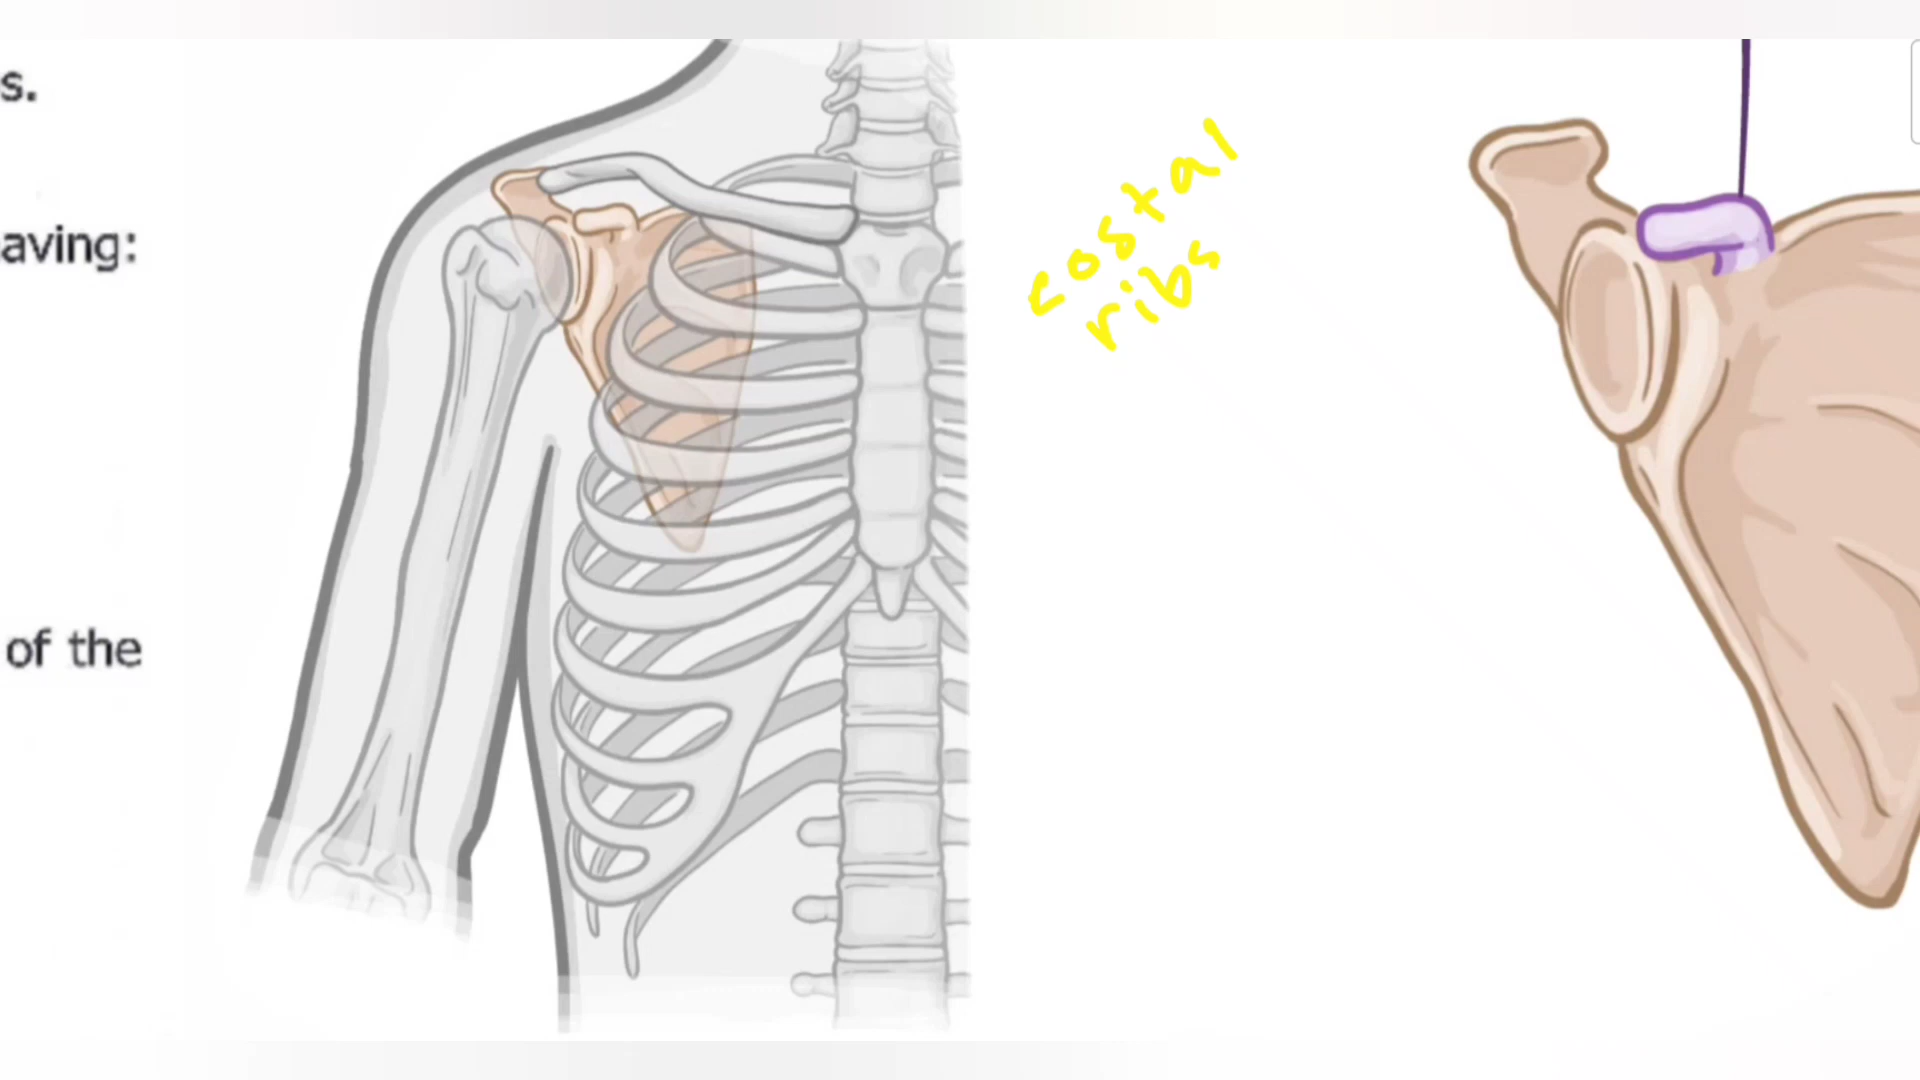 s.
aving:
of the
costal
ribs